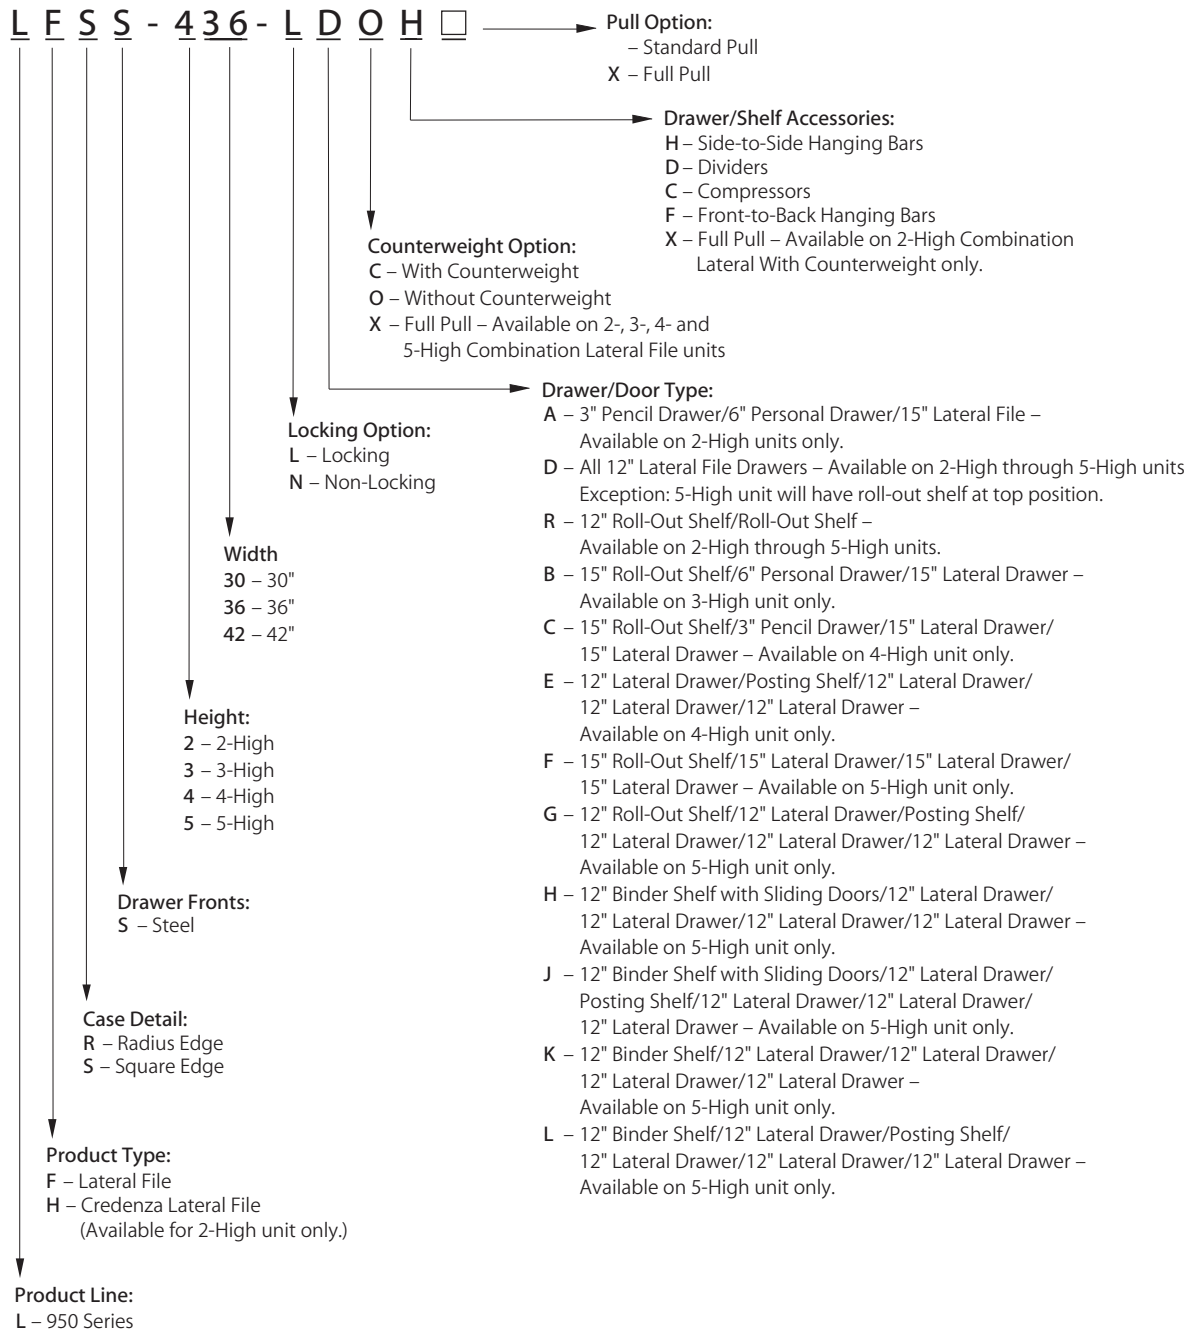 L F S S - 4 3 6 - L D O H □
Pull Option:
– Standard Pull
X – Full Pull
Drawer/Shelf Accessories:
H – Side-to-Side Hanging Bars
D – Dividers
C – Compressors
F – Front-to-Back Hanging Bars
X – Full Pull – Available on 2-High Combination
Lateral With Counterweight only.
Counterweight Option:
C – With Counterweight
O – Without Counterweight
X – Full Pull – Available on 2-, 3-, 4- and
5-High Combination Lateral File units
Drawer/Door Type:
A – 3" Pencil Drawer/6" Personal Drawer/15" Lateral File –
Available on 2-High units only.
D – All 12" Lateral File Drawers – Available on 2-High through 5-High units
Exception: 5-High unit will have roll-out shelf at top position.
R – 12" Roll-Out Shelf/Roll-Out Shelf –
Available on 2-High through 5-High units.
B – 15" Roll-Out Shelf/6" Personal Drawer/15" Lateral Drawer –
Available on 3-High unit only.
C – 15" Roll-Out Shelf/3" Pencil Drawer/15" Lateral Drawer/
15" Lateral Drawer – Available on 4-High unit only.
E – 12" Lateral Drawer/Posting Shelf/12" Lateral Drawer/
12" Lateral Drawer/12" Lateral Drawer –
Available on 4-High unit only.
F – 15" Roll-Out Shelf/15" Lateral Drawer/15" Lateral Drawer/
15" Lateral Drawer – Available on 5-High unit only.
G – 12" Roll-Out Shelf/12" Lateral Drawer/Posting Shelf/
12" Lateral Drawer/12" Lateral Drawer/12" Lateral Drawer –
Available on 5-High unit only.
H – 12" Binder Shelf with Sliding Doors/12" Lateral Drawer/
12" Lateral Drawer/12" Lateral Drawer/12" Lateral Drawer –
Available on 5-High unit only.
J – 12" Binder Shelf with Sliding Doors/12" Lateral Drawer/
Posting Shelf/12" Lateral Drawer/12" Lateral Drawer/
12" Lateral Drawer – Available on 5-High unit only.
K – 12" Binder Shelf/12" Lateral Drawer/12" Lateral Drawer/
12" Lateral Drawer/12" Lateral Drawer –
Available on 5-High unit only.
L – 12" Binder Shelf/12" Lateral Drawer/Posting Shelf/
12" Lateral Drawer/12" Lateral Drawer/12" Lateral Drawer –
Available on 5-High unit only.
Locking Option:
L – Locking
N – Non-Locking
Width
30 – 30"
36 – 36"
42 – 42"
Height:
2 – 2-High
3 – 3-High
4 – 4-High
5 – 5-High
Drawer Fronts:
S – Steel
Case Detail:
R – Radius Edge
S – Square Edge
Product Type:
F – Lateral File
H – Credenza Lateral File
(Available for 2-High unit only.)
Product Line:
L – 950 Series